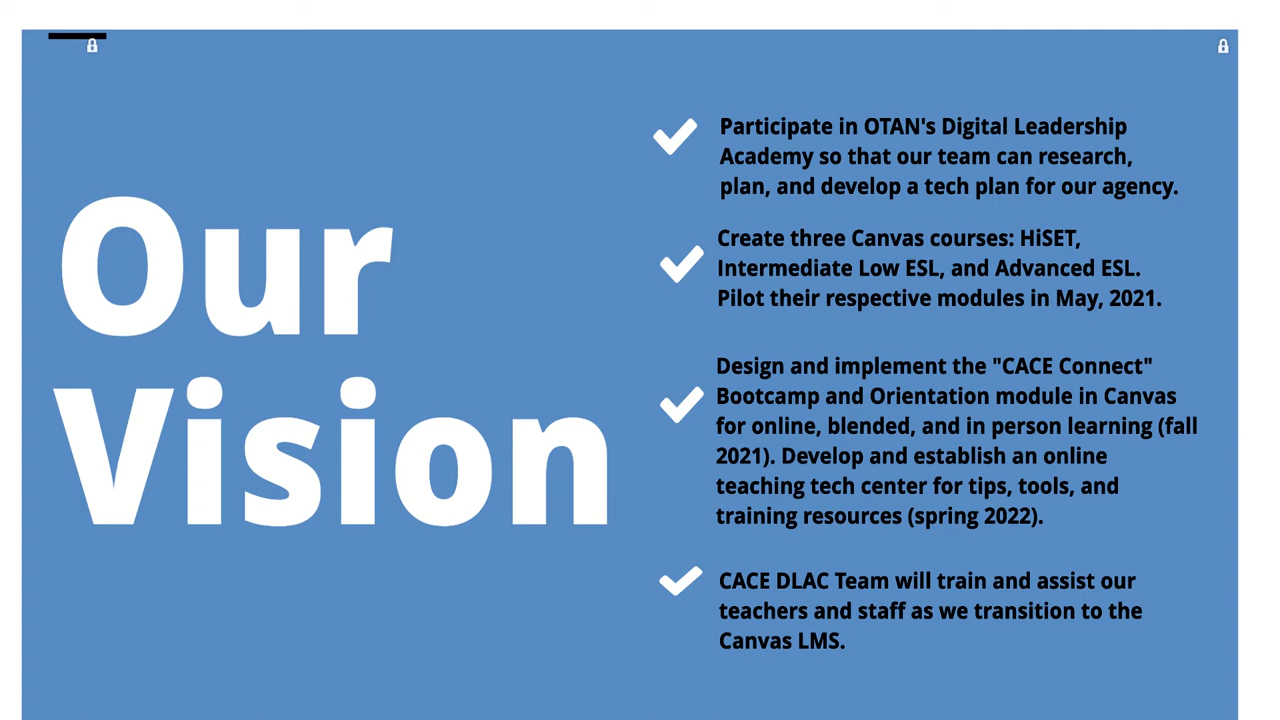 Our
Vision
Participate in OTAN's Digital Leadership
Academy so that our team can research,
plan, and develop a tech plan for our agency.
Create three Canvas courses: HiSET,
Intermediate Low ESL, and Advanced ESL.
Pilot their respective modules in May, 2021.
Design and implement the "CACE Connect"
Bootcamp and Orientation module in Canvas
for online, blended, and in person learning (fall
2021). Develop and establish an online
teaching tech center for tips, tools, and
training resources (spring 2022).
CACE DLAC Team will train and assist our
teachers and staff as we transition to the
Canvas LMS.